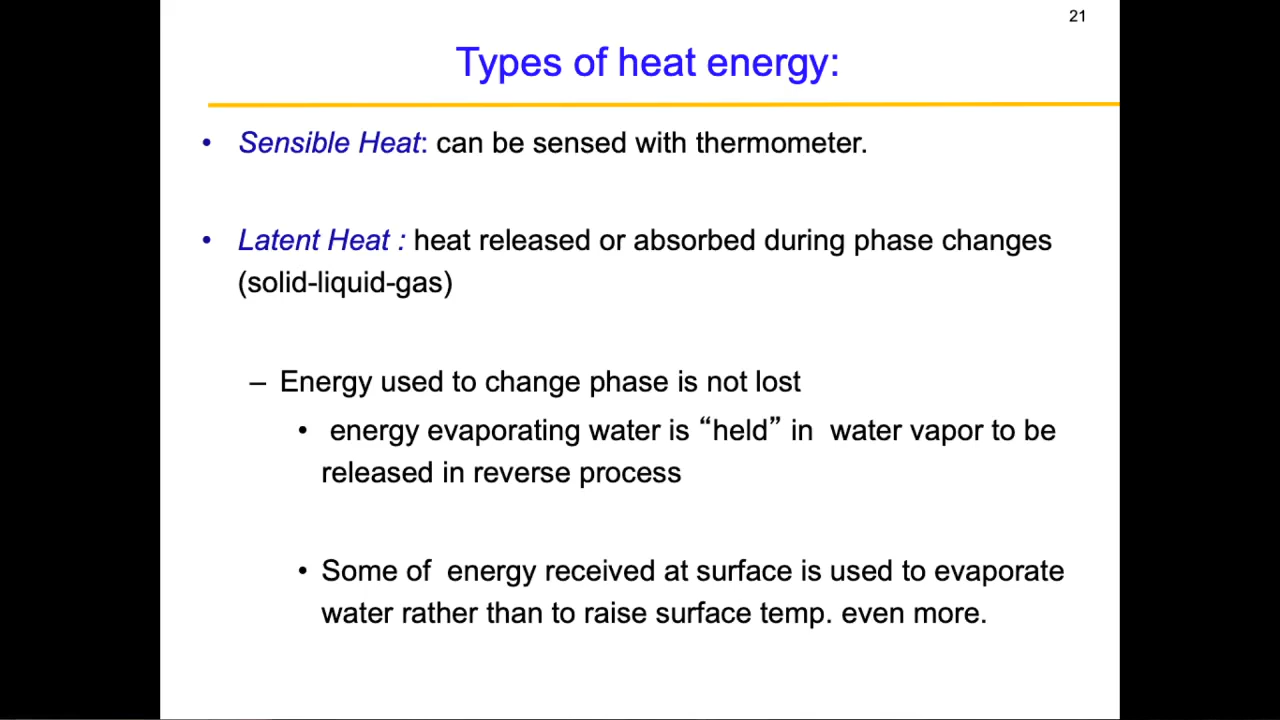 21
Types of heat energy:
• Sensible Heat: can be sensed with thermometer.
• Latent Heat : heat released or absorbed during phase changes
(solid-liquid-gas)
– Energy used to change phase is not lost
• energy evaporating water is “held” in water vapor to be
released in reverse process
• Some of energy received at surface is used to evaporate
water rather than to raise surface temp. even more.